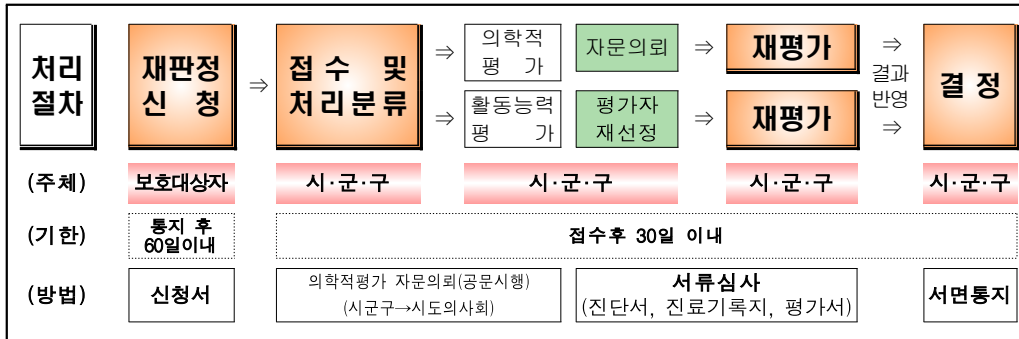 처리
절차
재판정
신 청
⇒
접 수 및
처리분류
⇒
의학적
평 가
자문의뢰
⇒
재평가
⇒
⇒
활동능력
평 가
평가자
재선정
⇒
재평가
결과
반영
⇒
결 정
(주체)
보호대상자
시·군·구
시·군·구
시·군·구
시·군·구
(기한)
통지 후
60일이내
접수후 30일 이내
(방법)
신청서
의학적평가 자문의뢰(공문시행)
(시군구→시도의사회)
서류심사
(진단서, 진료기록지, 평가서)
서면통지